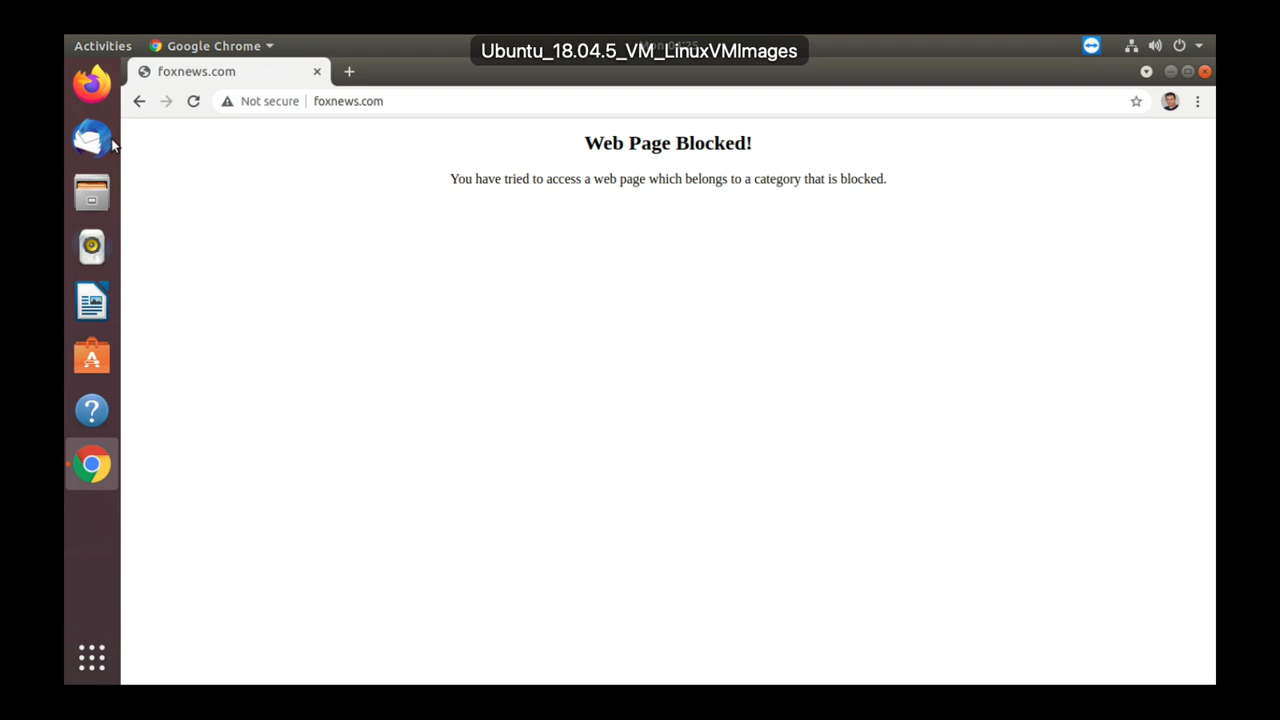 Activities
Google Chrome
Ubuntu_18.04.5_VM_LinuxVMImages
foxnews.com
Not secure
foxnews.com
Web Page Blocked!
You have tried to access a web page which belongs to a category that is blocked.